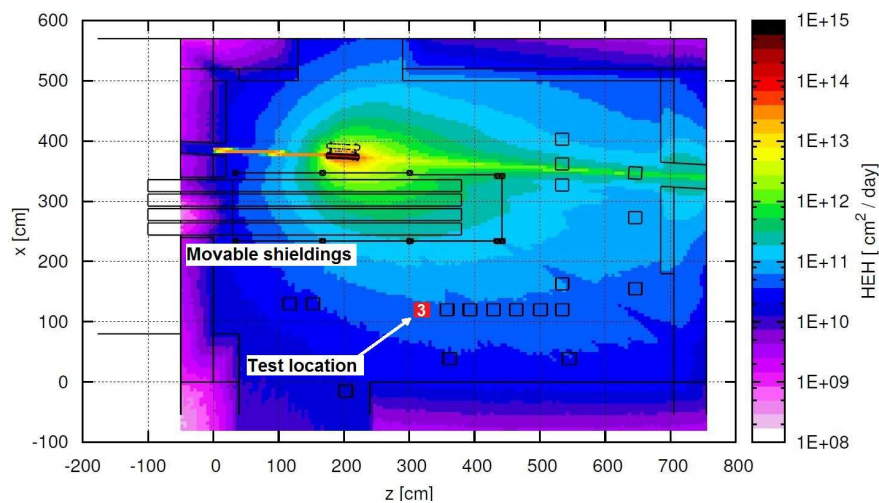 600
500
400
300
200
100
0
-100
x [cm]
-200 -100 0 100 200 300 400 500 600 700 800
z [cm]
Movable shieldings
3
Test location
1E+15
1E+14
1E+13
1E+12
1E+11
1E+10
1E+09
1E+08
HEH [ cm² / day]